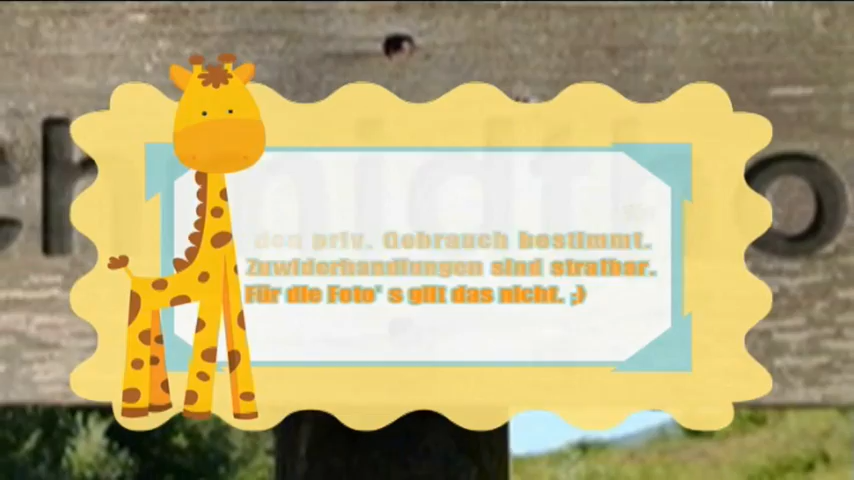 den priv. Gebrauch bestimmt.
Zuwiderhandlungen sind strafbar.
Für die Foto' s gilt das nicht. ;)